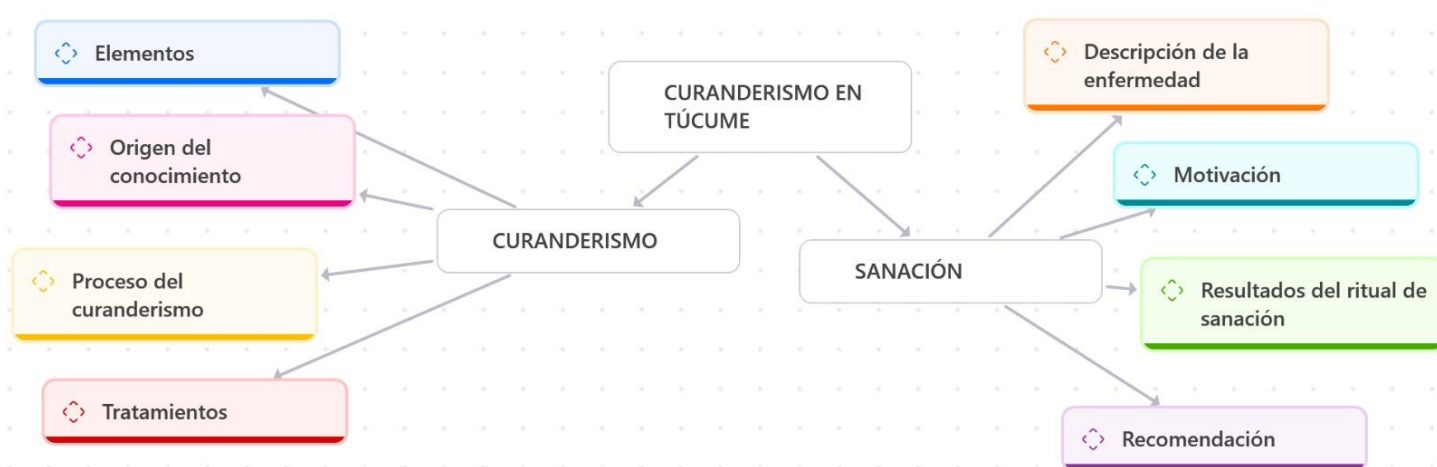 CURANDERISMO EN
TÚCUME
Elementos
Origen del
conocimiento
CURANDERISMO
Proceso del
curanderismo
Tratamientos
SANACIÓN
Descripción de la
enfermedad
Motivación
Resultados del ritual de
sanación
Recomendación